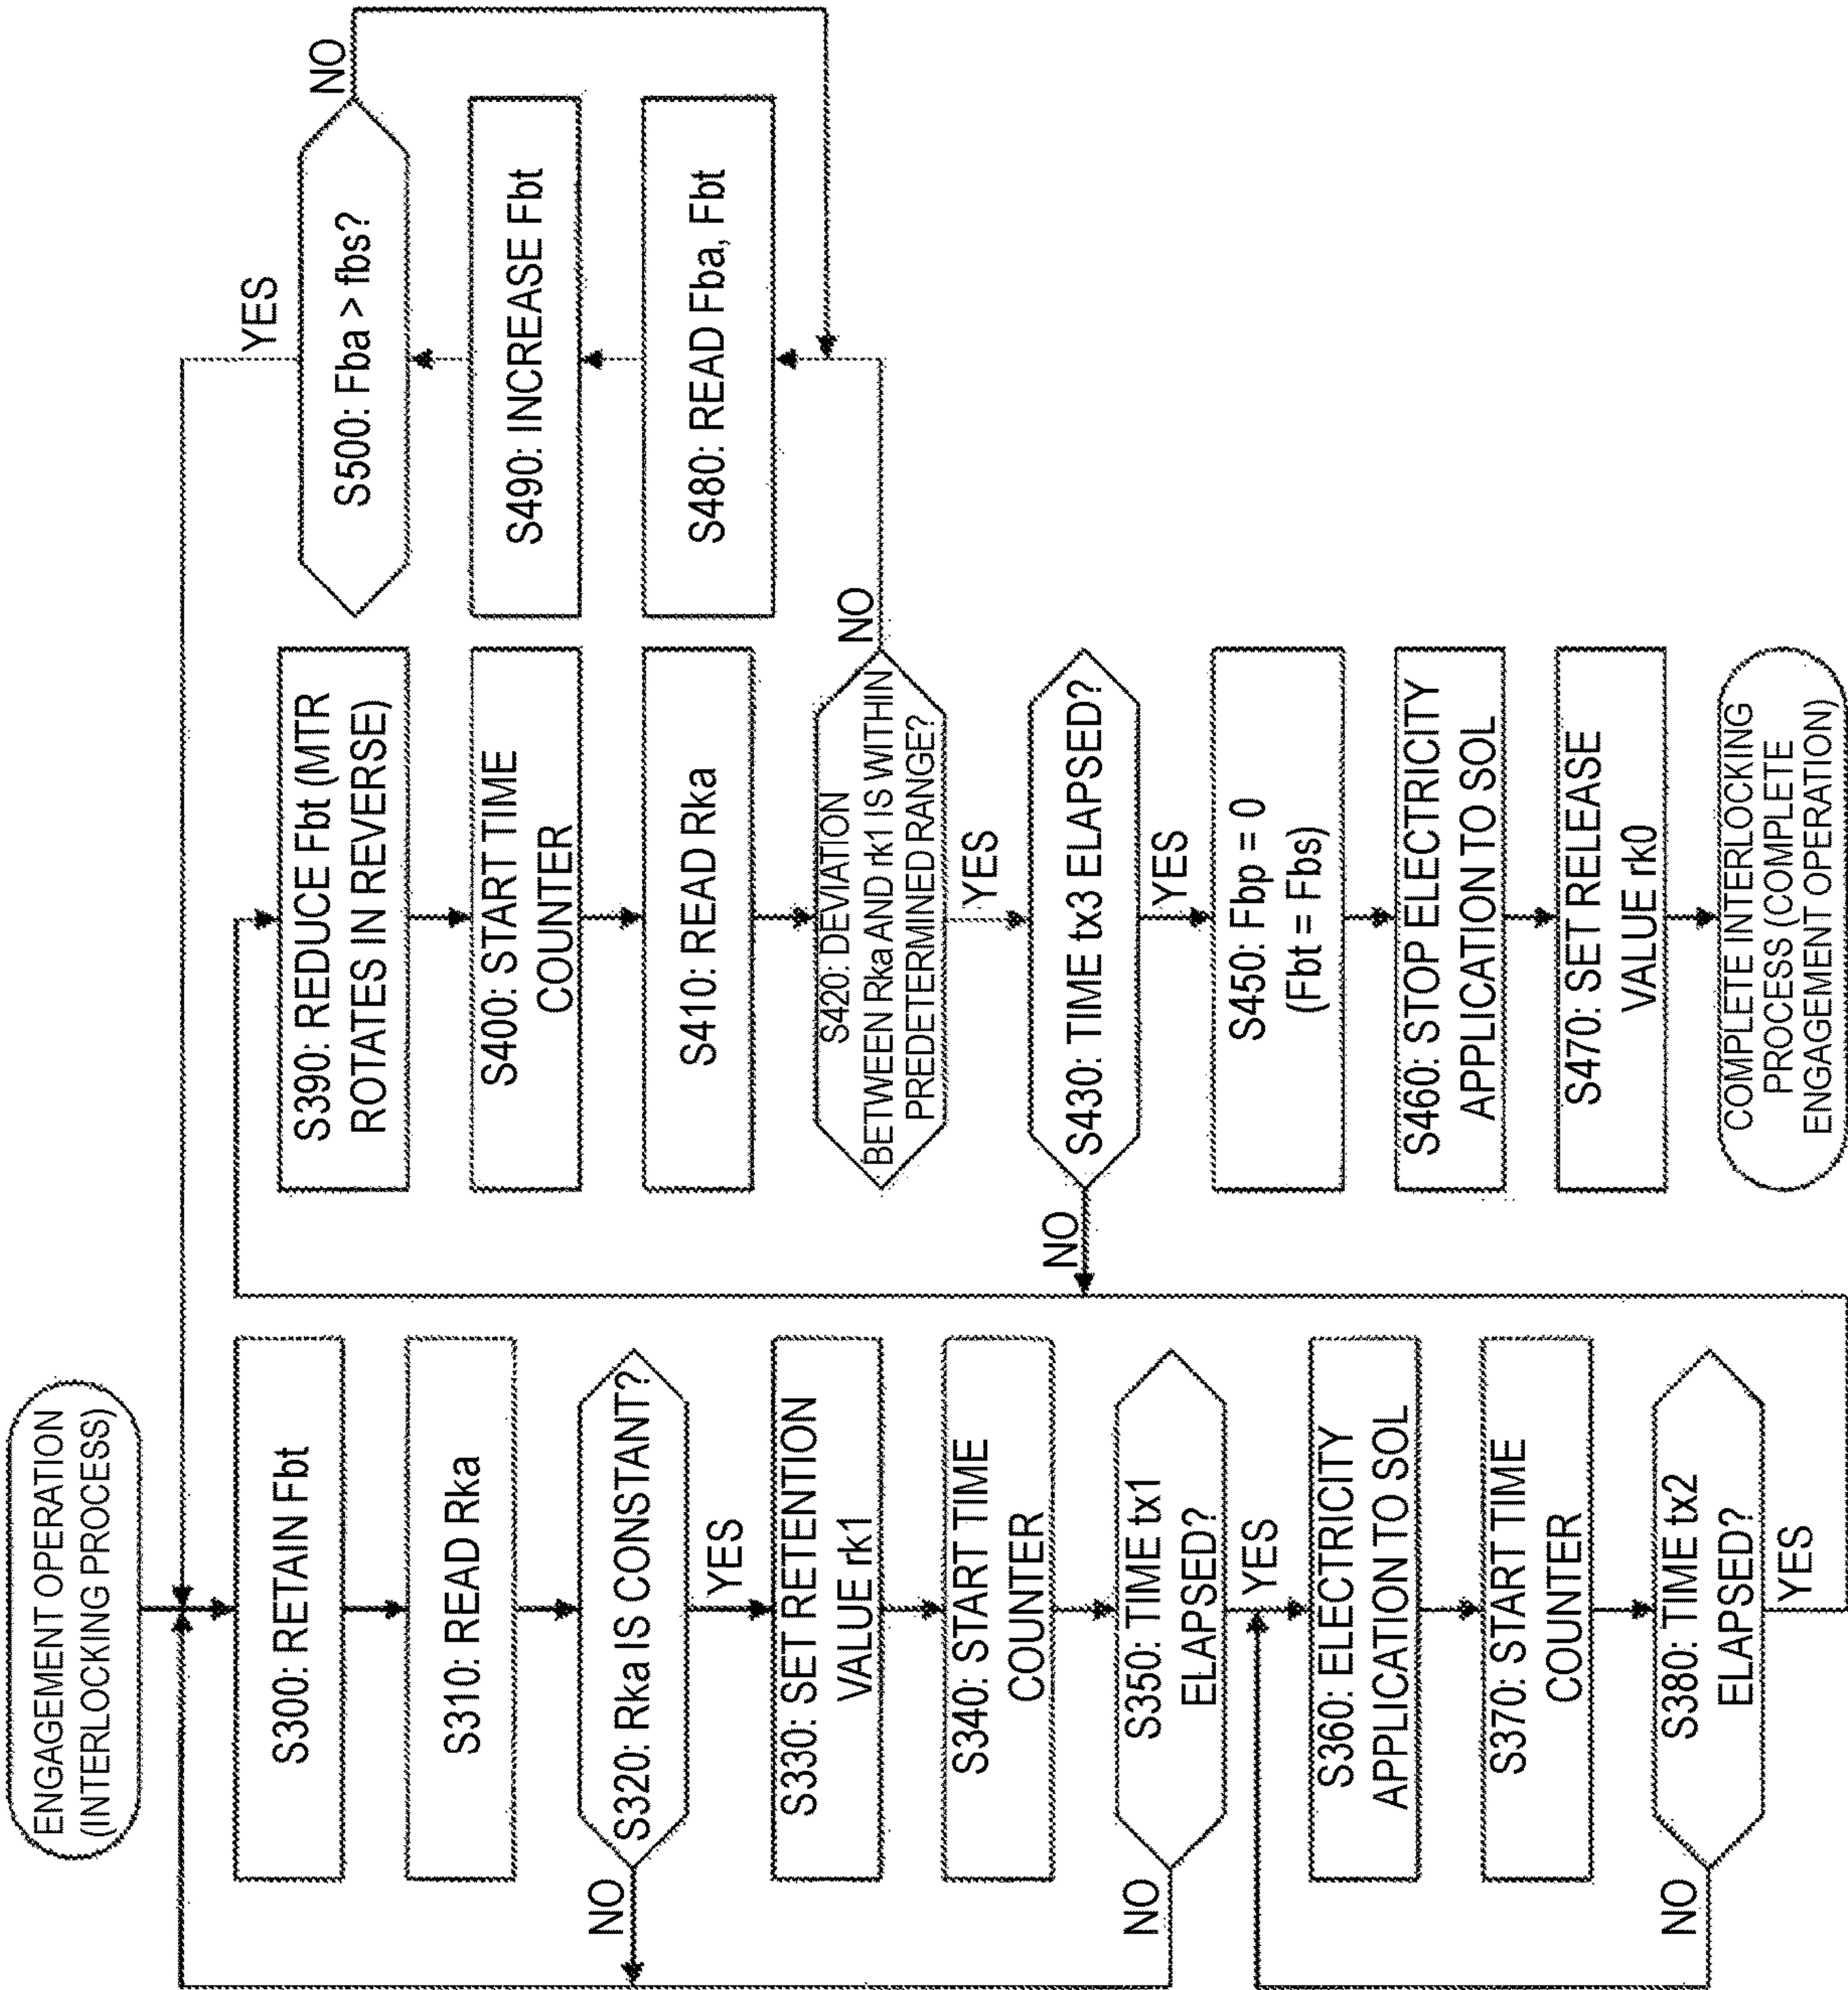 ENGAGEMENT OPERATION
(INTERLOCKING PROCESS)
S300: RETAIN Fbt
S310: READ Rka
S320: Rka IS CONSTANT?
NO
YES
S330: SET RETENTION
VALUE rk1
S340: START TIME
COUNTER
S350: TIME tx1
ELAPSED?
NO
YES
S360: ELECTRICITY
APPLICATION TO SOL
S370: START TIME
COUNTER
S380: TIME tx2
ELAPSED?
NO
YES
S390: REDUCE Fbt (MTR
ROTATES IN REVERSE)
S400: START TIME
COUNTER
S410: READ Rka
S420: DEVIATION
BETWEEN Rka AND rk1 IS WITHIN
PREDETERMINED RANGE?
NO
YES
S430: TIME tx3 ELAPSED?
NO
YES
S450: Fbp = 0
(Fbt = Fbs)
S460: STOP ELECTRICITY
APPLICATION TO SOL
S470: SET RELEASE
VALUE rk0
COMPLETE INTERLOCKING
PROCESS (COMPLETE
ENGAGEMENT OPERATION)
YES
NO
S500: Fba > fbs?
S490: INCREASE Fbt
S480: READ Fba, Fbt